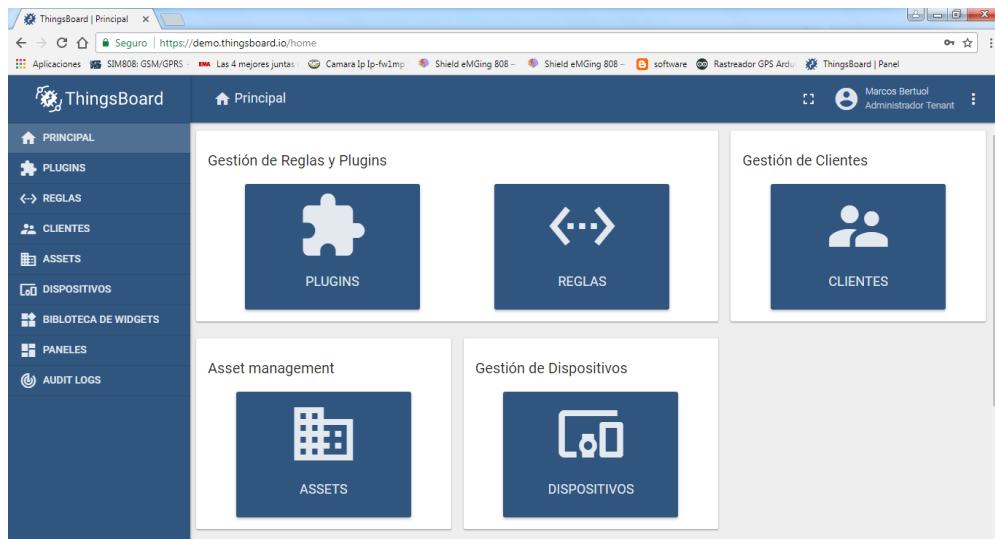 ThingsBoard | Principal
Seguro | https://demo.thingsboard.io/home
Aplicaciones SIM808: GSM/GPRS - Las 4 mejores juntas Camara Ip Ip-fw1mp Shield eMGing 808 – Shield eMGing 808 – software Rastreador GPS Ardu ThingsBoard | Panel
ThingsBoard
Principal
Marcos Bertuol
Administrador Tenant
PRINCIPAL
PLUGINS
REGLAS
CLIENTES
ASSETS
DISPOSITIVOS
BIBLOTECA DE WIDGETS
PANELES
AUDIT LOGS
Gestión de Reglas y Plugins
PLUGINS
REGLAS
Gestión de Clientes
CLIENTES
Asset management
ASSETS
Gestión de Dispositivos
DISPOSITIVOS